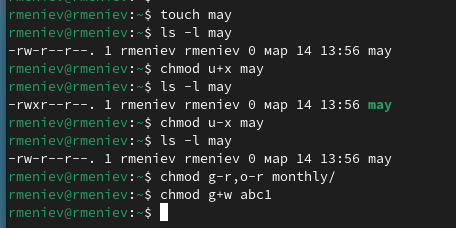 rmeniev@rmeniev:~$ touch may
rmeniev@rmeniev:~$ ls -l may
-rw-r--r--. 1 rmeniev rmeniev 0 мар 14 13:56 may
rmeniev@rmeniev:~$ chmod u+x may
rmeniev@rmeniev:~$ ls -l may
-rwxr--r--. 1 rmeniev rmeniev 0 мар 14 13:56 may
rmeniev@rmeniev:~$ chmod u-x may
rmeniev@rmeniev:~$ ls -l may
-rw-r--r--. 1 rmeniev rmeniev 0 мар 14 13:56 may
rmeniev@rmeniev:~$ chmod g-r,o-r monthly/
rmeniev@rmeniev:~$ chmod g+w abc1
rmeniev@rmeniev:~$